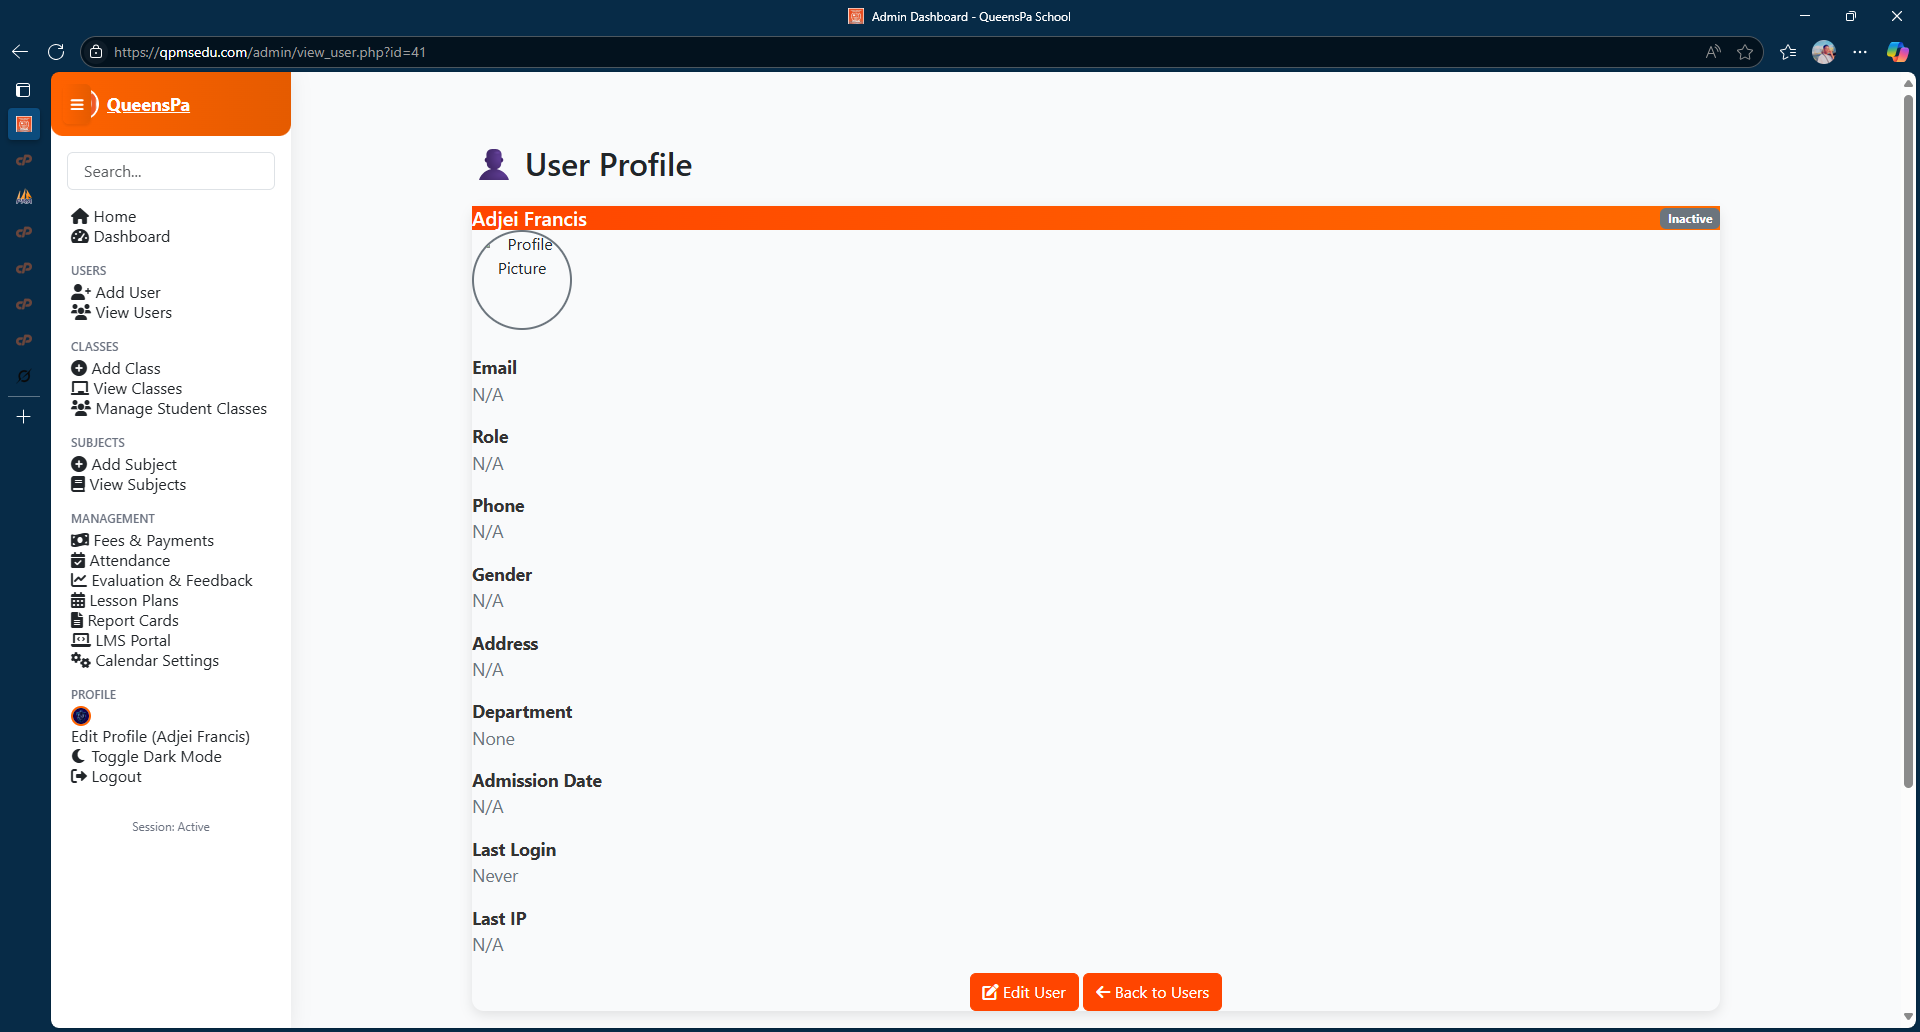 Admin Dashboard - QueensPa School
https://qpmsedu.com/admin/view_user.php?id=41
QueensPa
Search...
Home
Dashboard
USERS
Add User
View Users
CLASSES
Add Class
View Classes
Manage Student Classes
SUBJECTS
Add Subject
View Subjects
MANAGEMENT
Fees & Payments
Attendance
Evaluation & Feedback
Lesson Plans
Report Cards
LMS Portal
Calendar Settings
PROFILE
Edit Profile (Adjei Francis)
Toggle Dark Mode
Logout
Session: Active
User Profile
Adjei Francis
Inactive
Profile
Picture
Email
N/A
Role
N/A
Phone
N/A
Gender
N/A
Address
N/A
Department
None
Admission Date
N/A
Last Login
Never
Last IP
N/A
Edit User
Back to Users